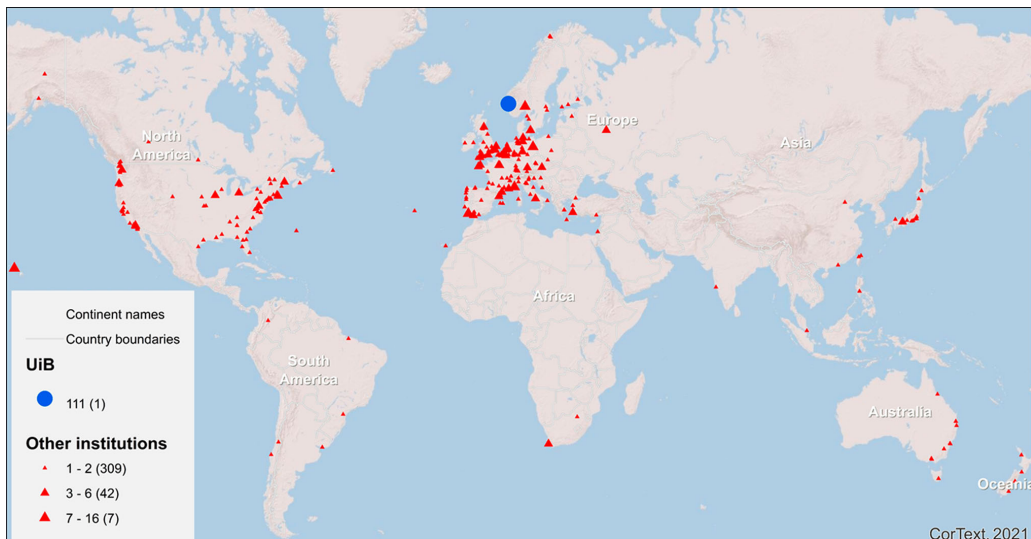 North
America
Europe
Asia
Africa
South
America
Australia
Oceania
Continent names
Country boundaries
UiB
111 (1)
Other institutions
1 - 2 (309)
3 - 6 (42)
7 - 16 (7)
CorText, 2021